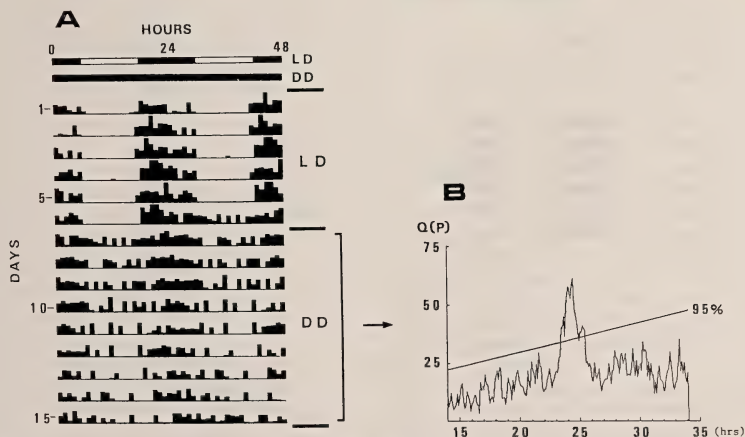 A
HOURS
0 24 48
LD
DD
1-
LD
5-
DAYS
10-
DD
15-
B
Q(P)
75
50
95%
25
15 20 25 30 35 (hrs)